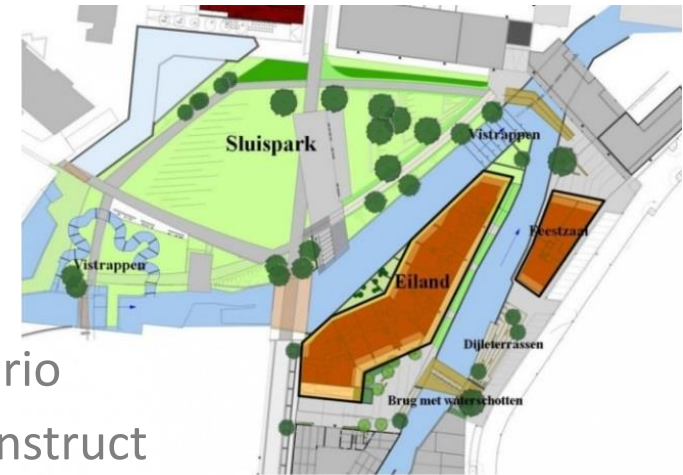 Sluispark
Vistrappen
Vistrappen
Feestzaal
Eiland
Dijleterrassen
Brug met waterschotten
rio
nstruct